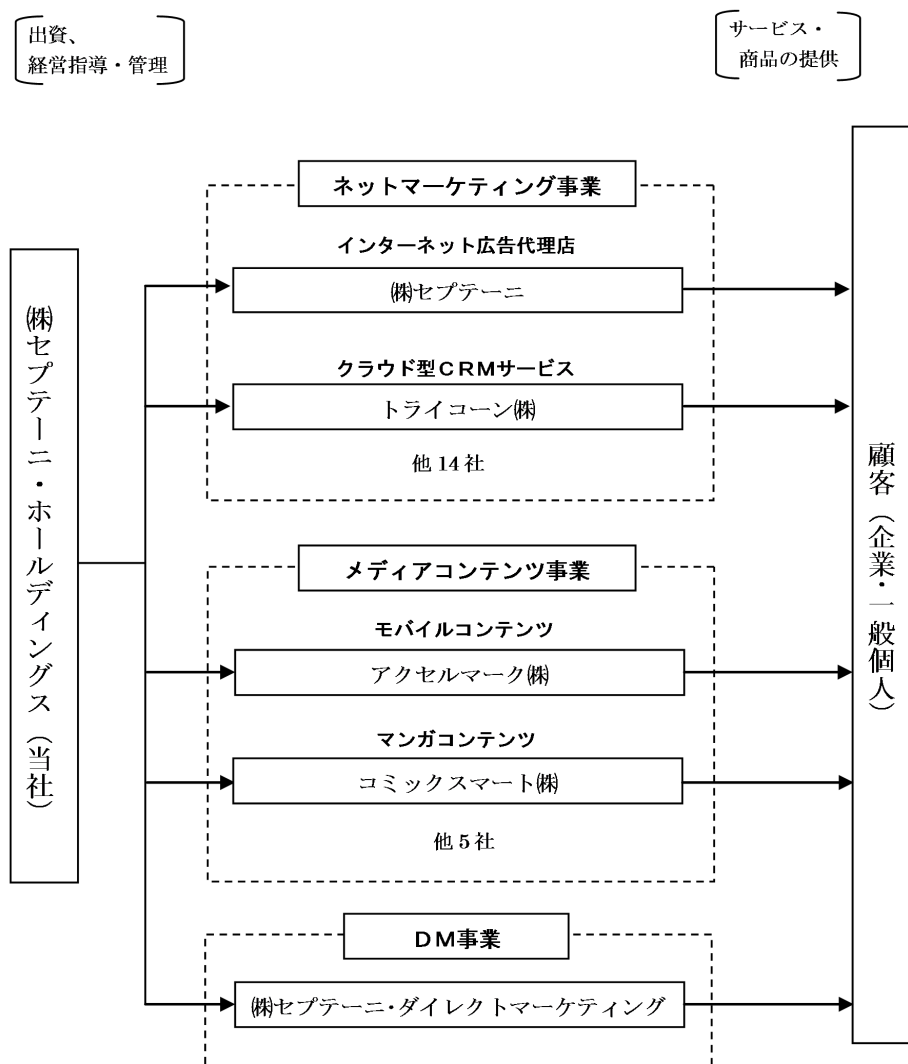 出資、
経営指導・管理
サービス・
商品の提供
ネットマーケティング事業
インターネット広告代理店
㈱セプテーニ
クラウド型ＣＲＭサービス
トライコーン㈱
他14社
㈱セプテーニ・ホールディングス（当社）
メディアコンテンツ事業
モバイルコンテンツ
アクセルマーク㈱
マンガコンテンツ
コミックスマート㈱
他5社
ＤＭ事業
㈱セプテーニ・ダイレクトマーケティング
顧客（企業・一般個人）